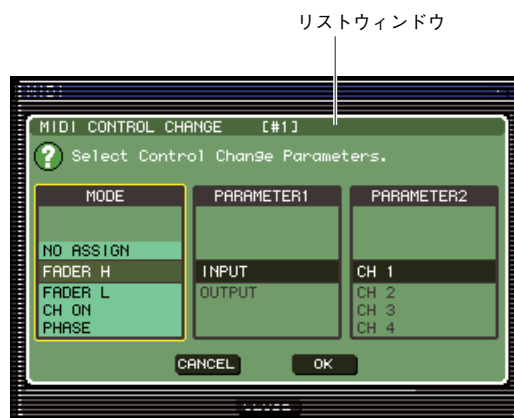 リストウィンドウ
MIDI
MIDI CONTROL CHANGE [#1]
Select Control Change Parameters.
MODE
NO ASSIGN
FADER H
FADER L
CH ON
PHASE
PARAMETER1
INPUT
OUTPUT
PARAMETER2
CH 1
CH 2
CH 3
CH 4
CANCEL
OK